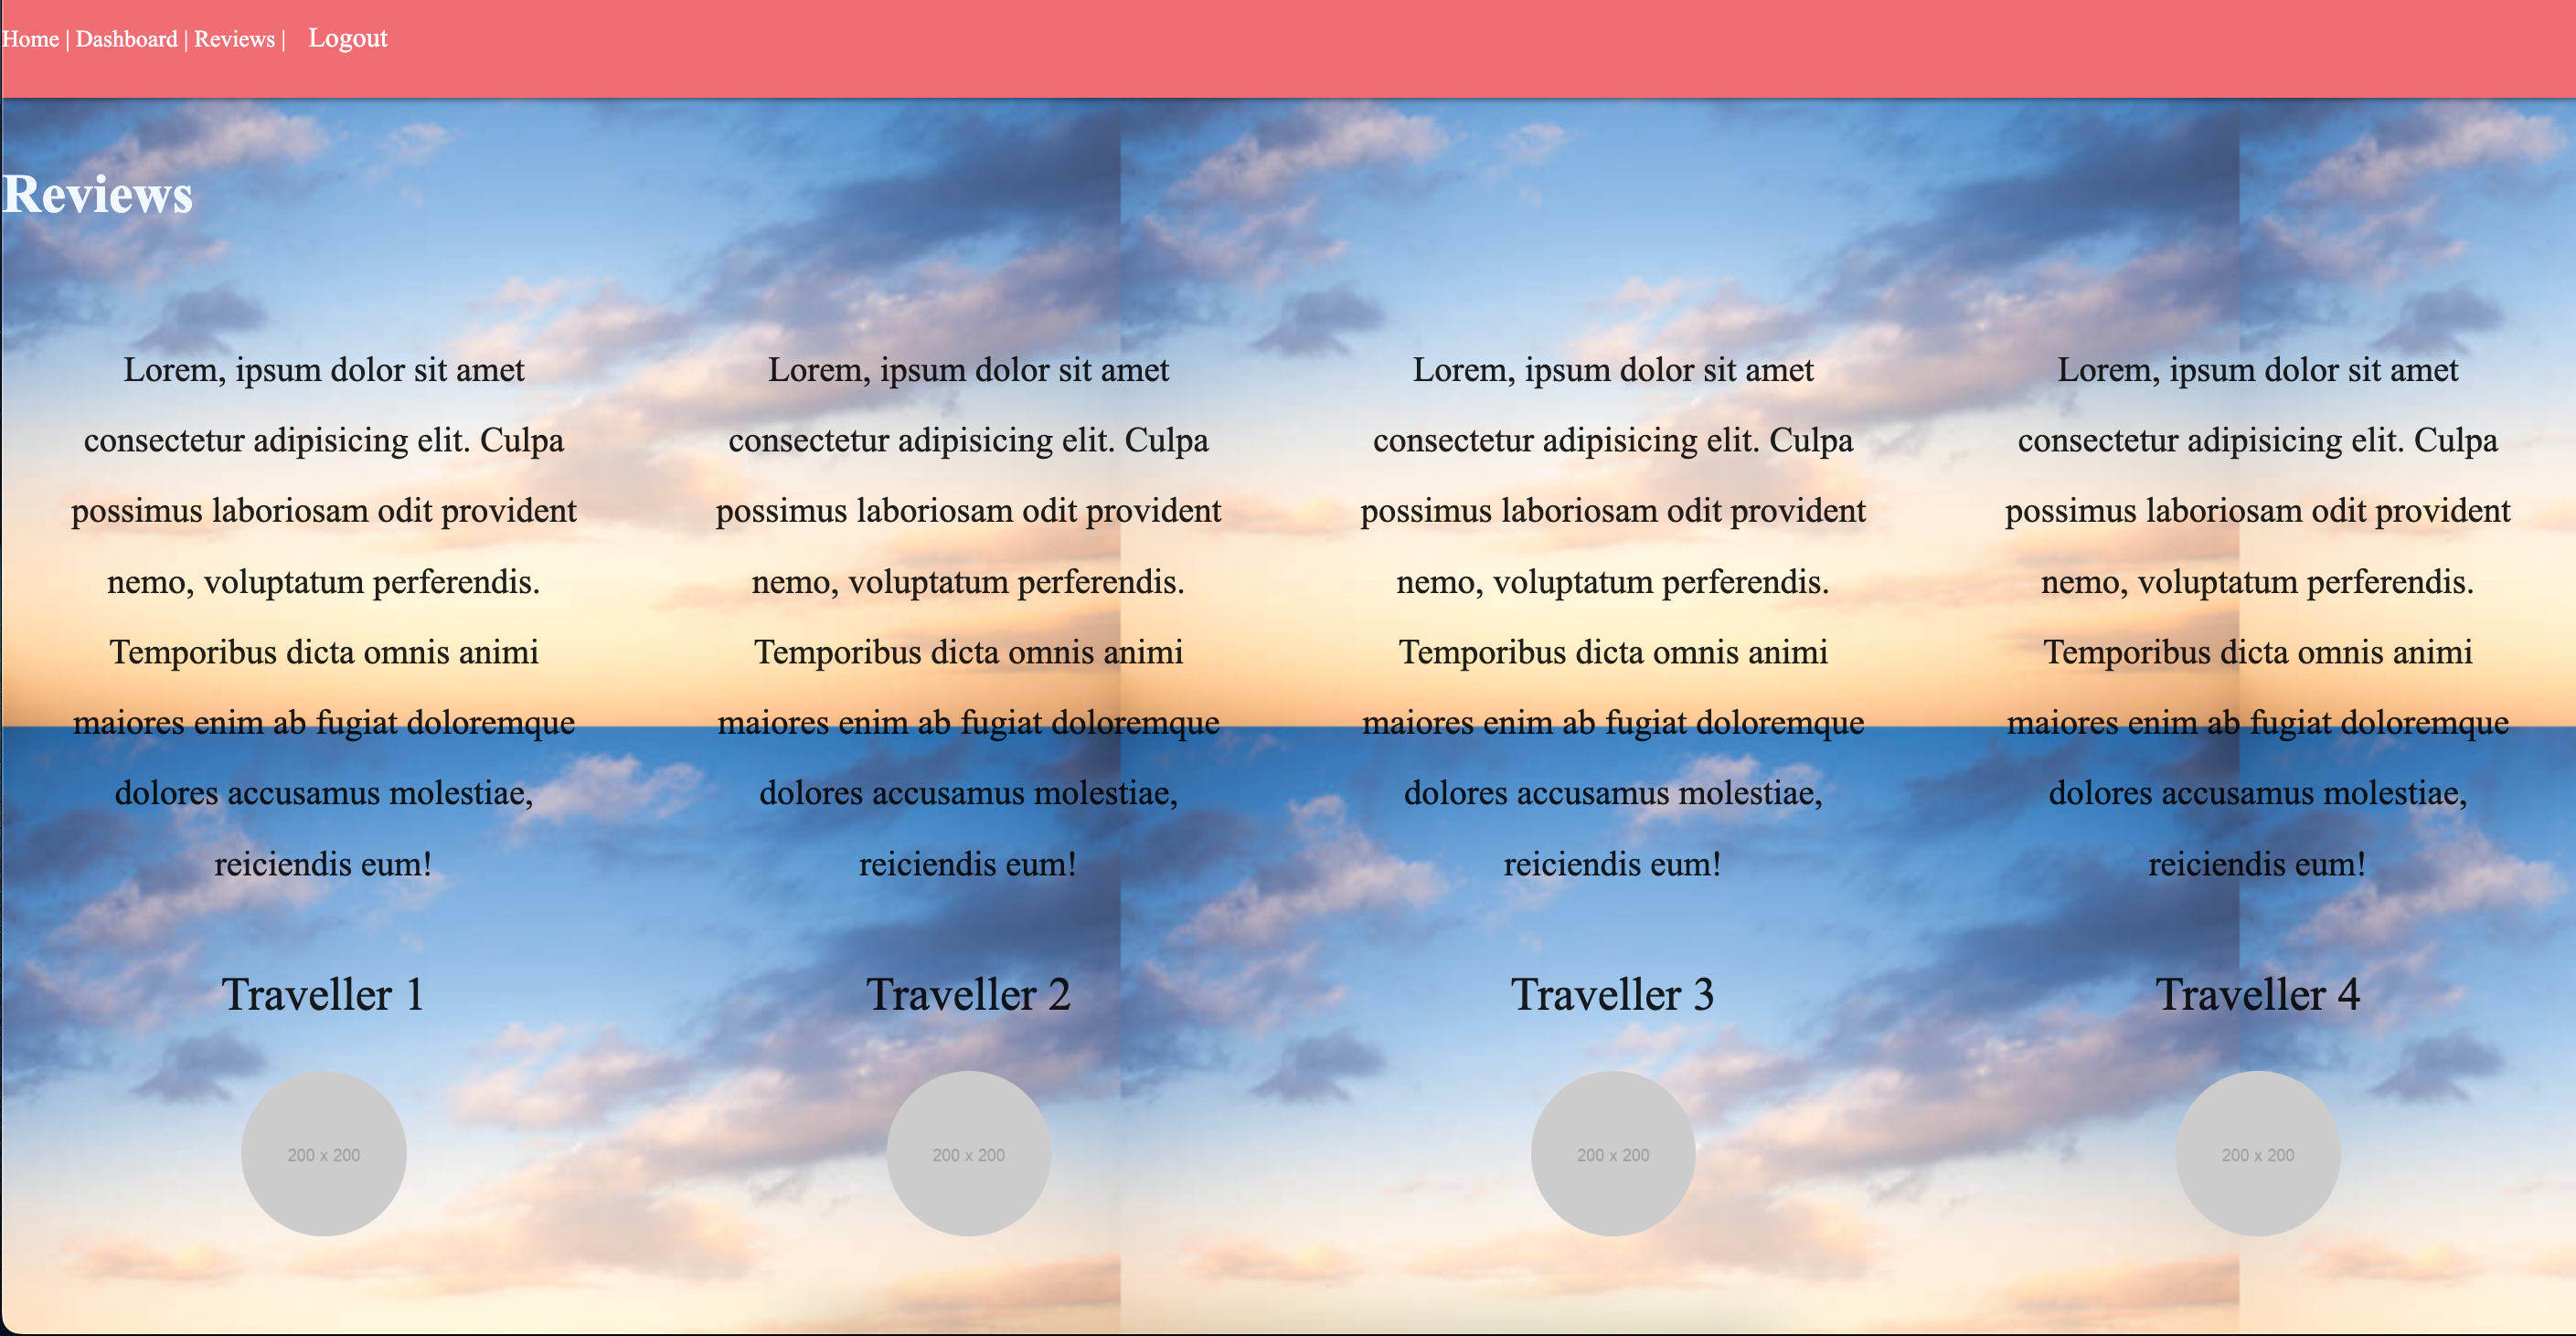 Home | Dashboard | Reviews | Logout
Reviews
Lorem, ipsum dolor sit amet
consectetur adipisicing elit. Culpa
possimus laboriosam odit provident
nemo, voluptatum perferendis.
Temporibus dicta omnis animi
maiores enim ab fugiat doloremque
dolores accusamus molestiae,
reiciendis eum!
Traveller 1
200 x 200
Lorem, ipsum dolor sit amet
consectetur adipisicing elit. Culpa
possimus laboriosam odit provident
nemo, voluptatum perferendis.
Temporibus dicta omnis animi
maiores enim ab fugiat doloremque
dolores accusamus molestiae,
reiciendis eum!
Traveller 2
200 x 200
Lorem, ipsum dolor sit amet
consectetur adipisicing elit. Culpa
possimus laboriosam odit provident
nemo, voluptatum perferendis.
Temporibus dicta omnis animi
maiores enim ab fugiat doloremque
dolores accusamus molestiae,
reiciendis eum!
Traveller 3
200 x 200
Lorem, ipsum dolor sit amet
consectetur adipisicing elit. Culpa
possimus laboriosam odit provident
nemo, voluptatum perferendis.
Temporibus dicta omnis animi
maiores enim ab fugiat doloremque
dolores accusamus molestiae,
reiciendis eum!
Traveller 4
200 x 200